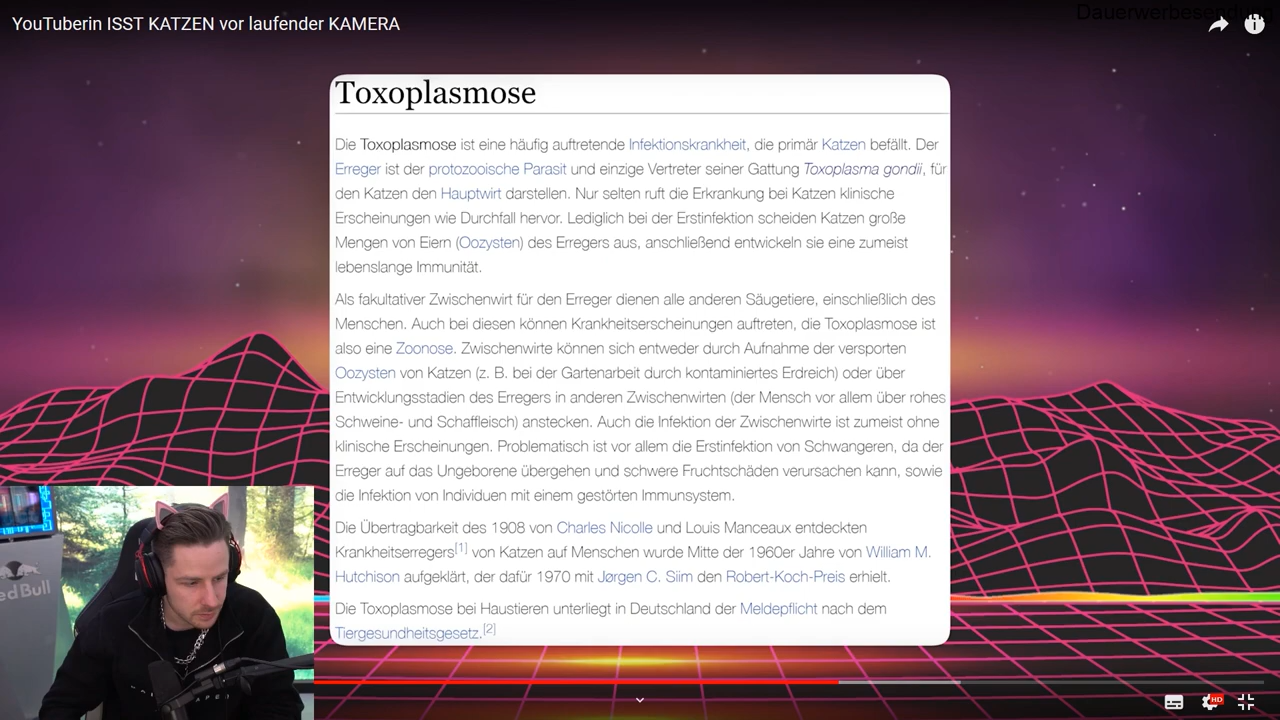 YouTuberin ISST KATZEN vor laufender KAMERA
Dauerwerbesendung
Toxoplasmose
Die Toxoplasmose ist eine häufig auftretende Infektionskrankheit, die primär Katzen befällt. Der
Erreger ist der protozooische Parasit und einzige Vertreter seiner Gattung Toxoplasma gondii, für
den Katzen den Hauptwirt darstellen. Nur selten ruft die Erkrankung bei Katzen klinische
Erscheinungen wie Durchfall hervor. Lediglich bei der Erstinfektion scheiden Katzen große
Mengen von Eiern (Oozysten) des Erregers aus, anschließend entwickeln sie eine zumeist
lebenslange Immunität.
Als fakultativer Zwischenwirt für den Erreger dienen alle anderen Säugetiere, einschließlich des
Menschen. Auch bei diesen können Krankheitserscheinungen auftreten, die Toxoplasmose ist
also eine Zoonose. Zwischenwirte können sich entweder durch Aufnahme der versporten
Oozysten von Katzen (z. B. bei der Gartenarbeit durch kontaminiertes Erdreich) oder über
Entwicklungsstadien des Erregers in anderen Zwischenwirten (der Mensch vor allem über rohes
Schweine- und Schaffleisch) anstecken. Auch die Infektion der Zwischenwirte ist zumeist ohne
klinische Erscheinungen. Problematisch ist vor allem die Erstinfektion von Schwangeren, da der
Erreger auf das Ungeborene übergehen und schwere Fruchtschäden verursachen kann, sowie
die Infektion von Individuen mit einem gestörten Immunsystem.
Die Übertragbarkeit des 1908 von Charles Nicolle und Louis Manceaux entdeckten
Krankheitserregers[1] von Katzen auf Menschen wurde Mitte der 1960er Jahre von William M.
Hutchison aufgeklärt, der dafür 1970 mit Jørgen C. Siim den Robert-Koch-Preis erhielt.
Die Toxoplasmose bei Haustieren unterliegt in Deutschland der Meldepflicht nach dem
Tiergesundheitsgesetz.[2]
edBull
HD